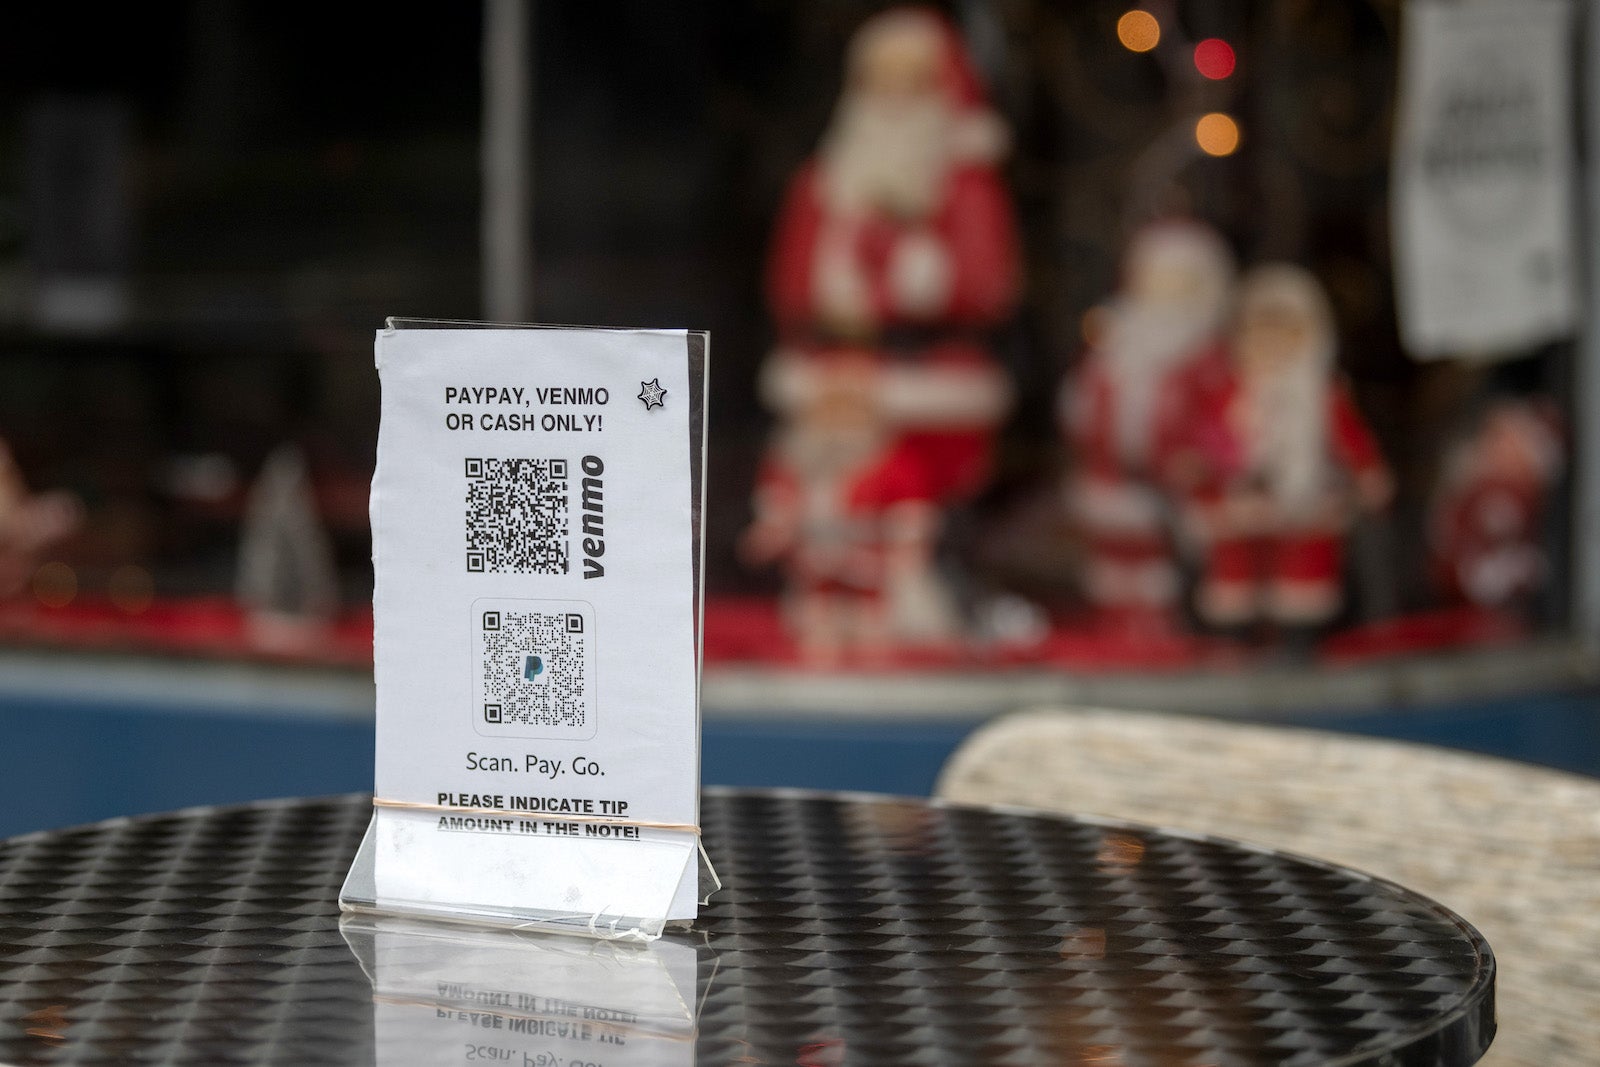 PAYPAY, VENMO
OR CASH ONLY!
venmo
Scan. Pay. Go.
PLEASE INDICATE TIP
AMOUNT IN THE NOTE!